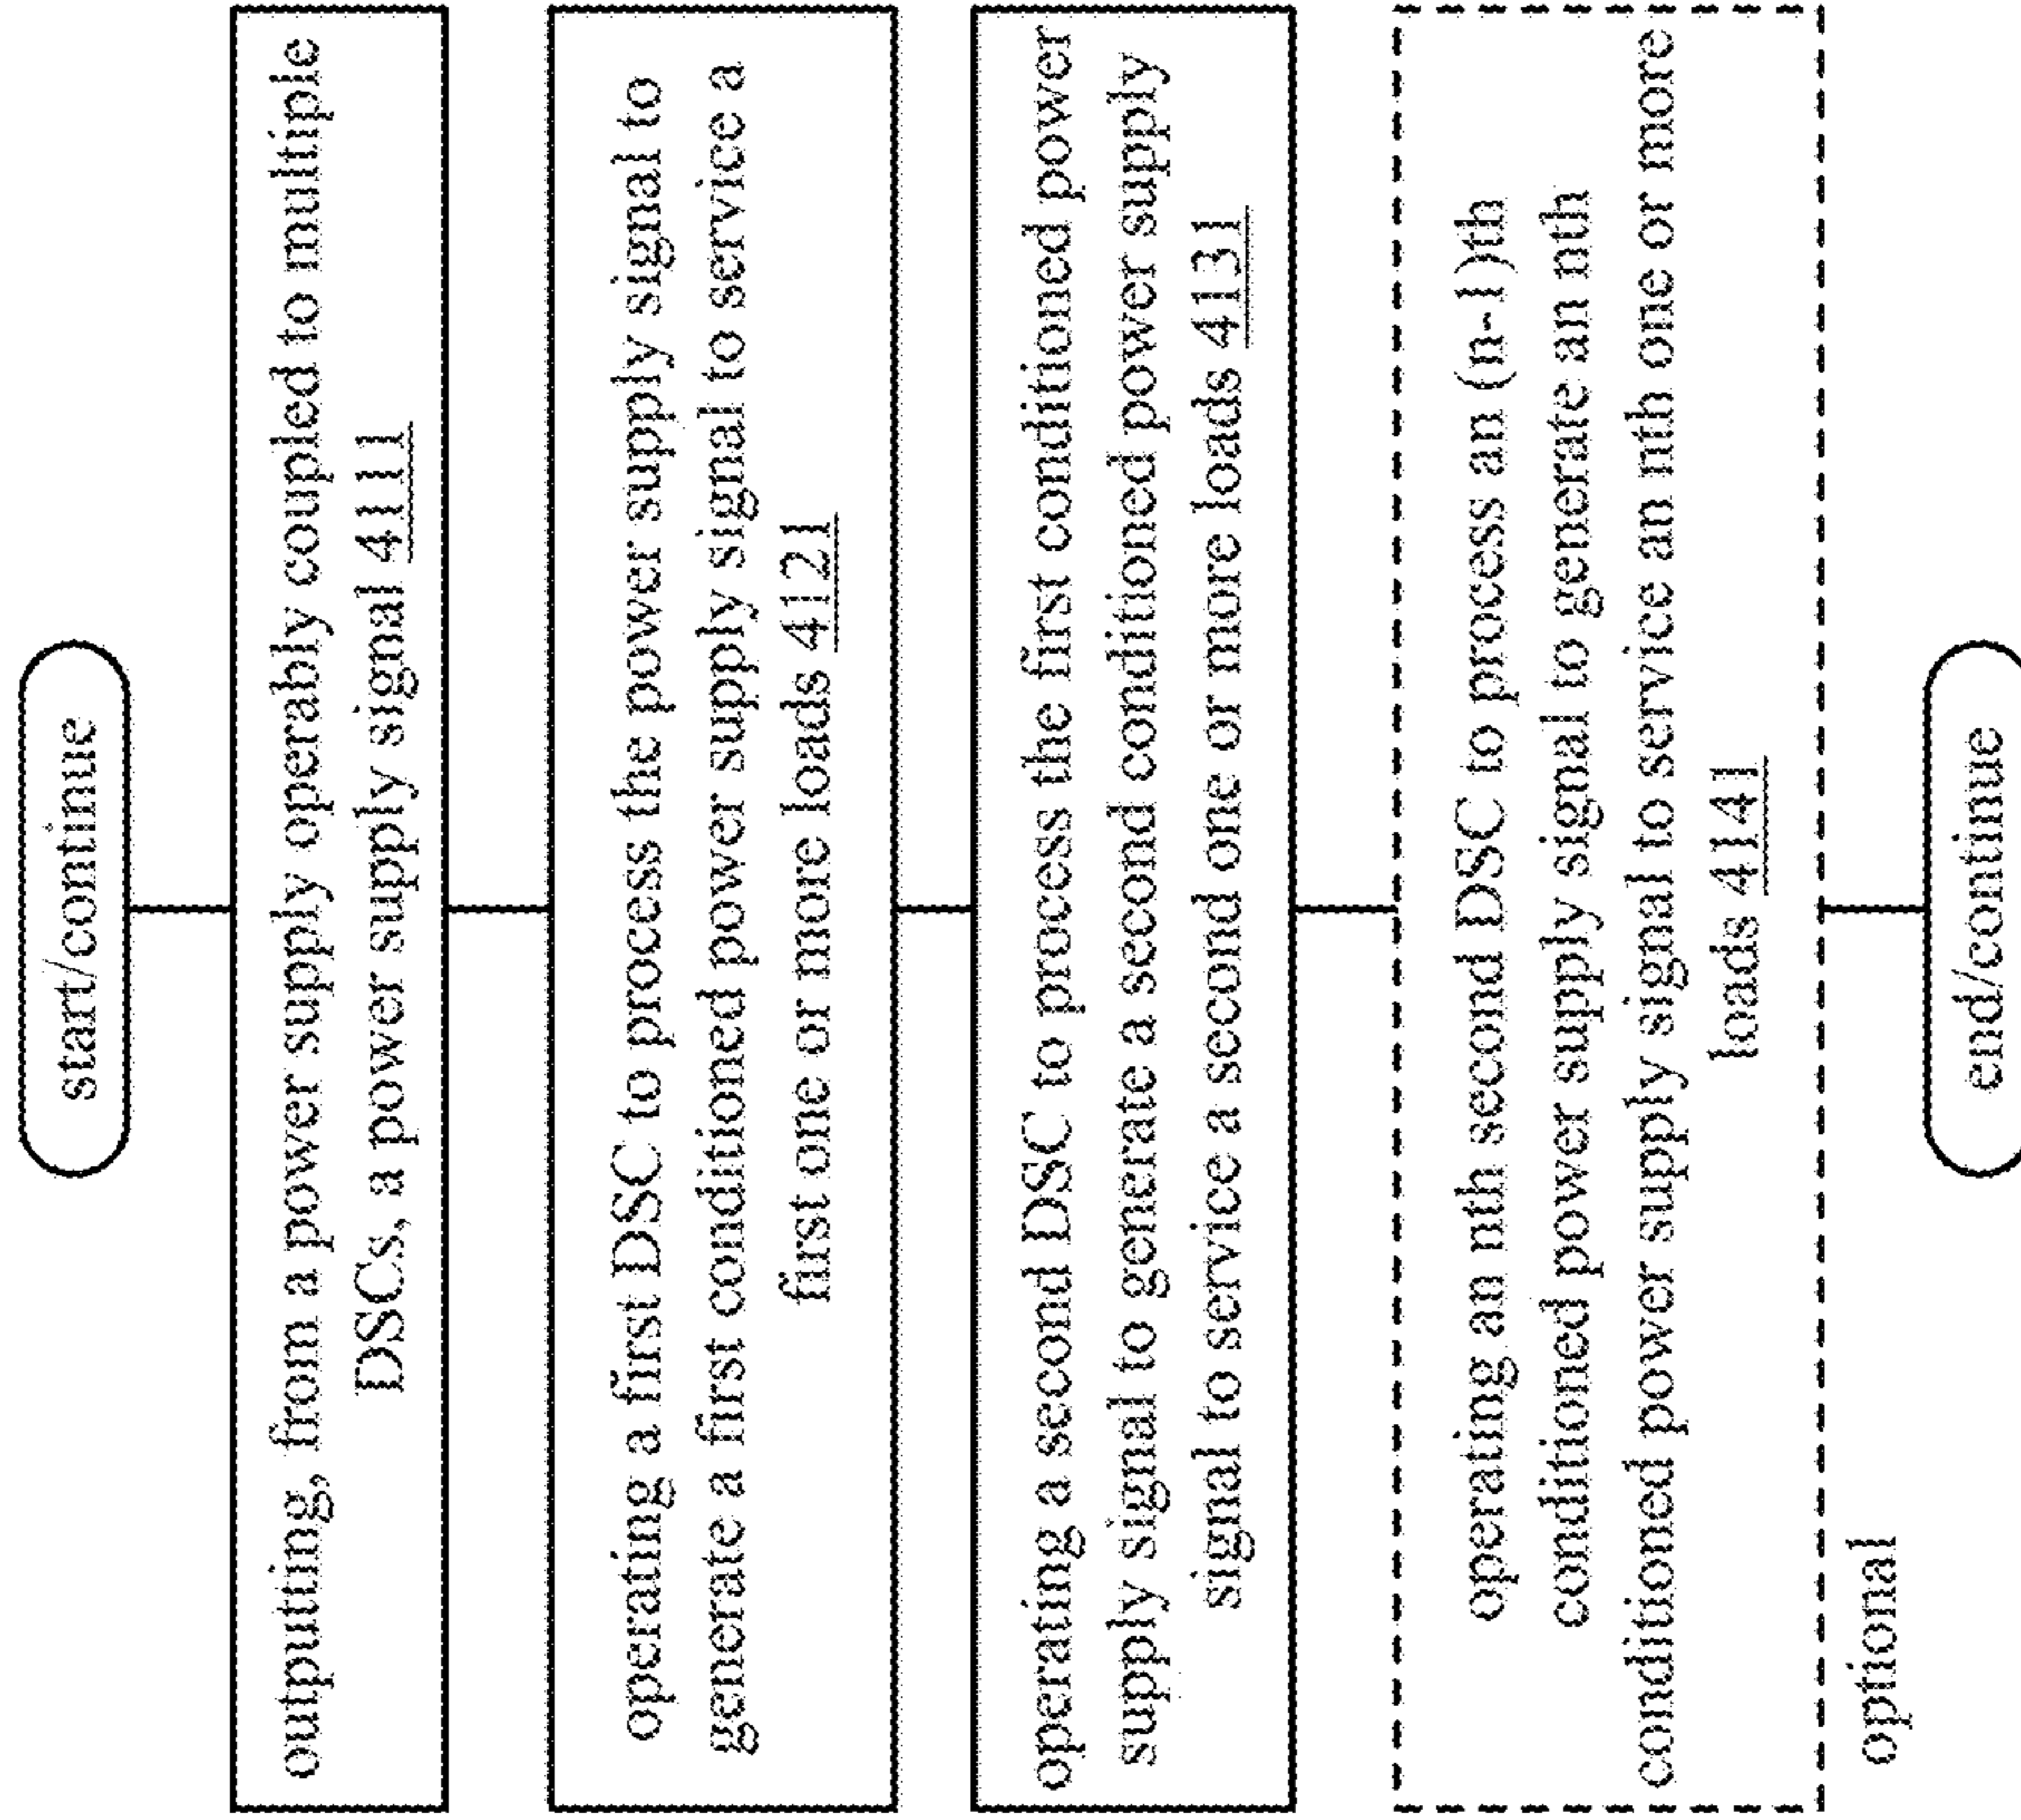 start/continue
outputting, from a power supply operably coupled to multiple
DSCs, a power supply signal 4111
operating a first DSC to process the power supply signal to
generate a first conditioned power supply signal to service a
first one or more loads 4121
operating a second DSC to process the first conditioned power
supply signal to generate a second conditioned power supply
signal to service a second one or more loads 4131
operating an nth second DSC to process an (n-1)th
conditioned power supply signal to generate an nth
conditioned power supply signal to service an nth one or more
loads 4141
optional
end/continue